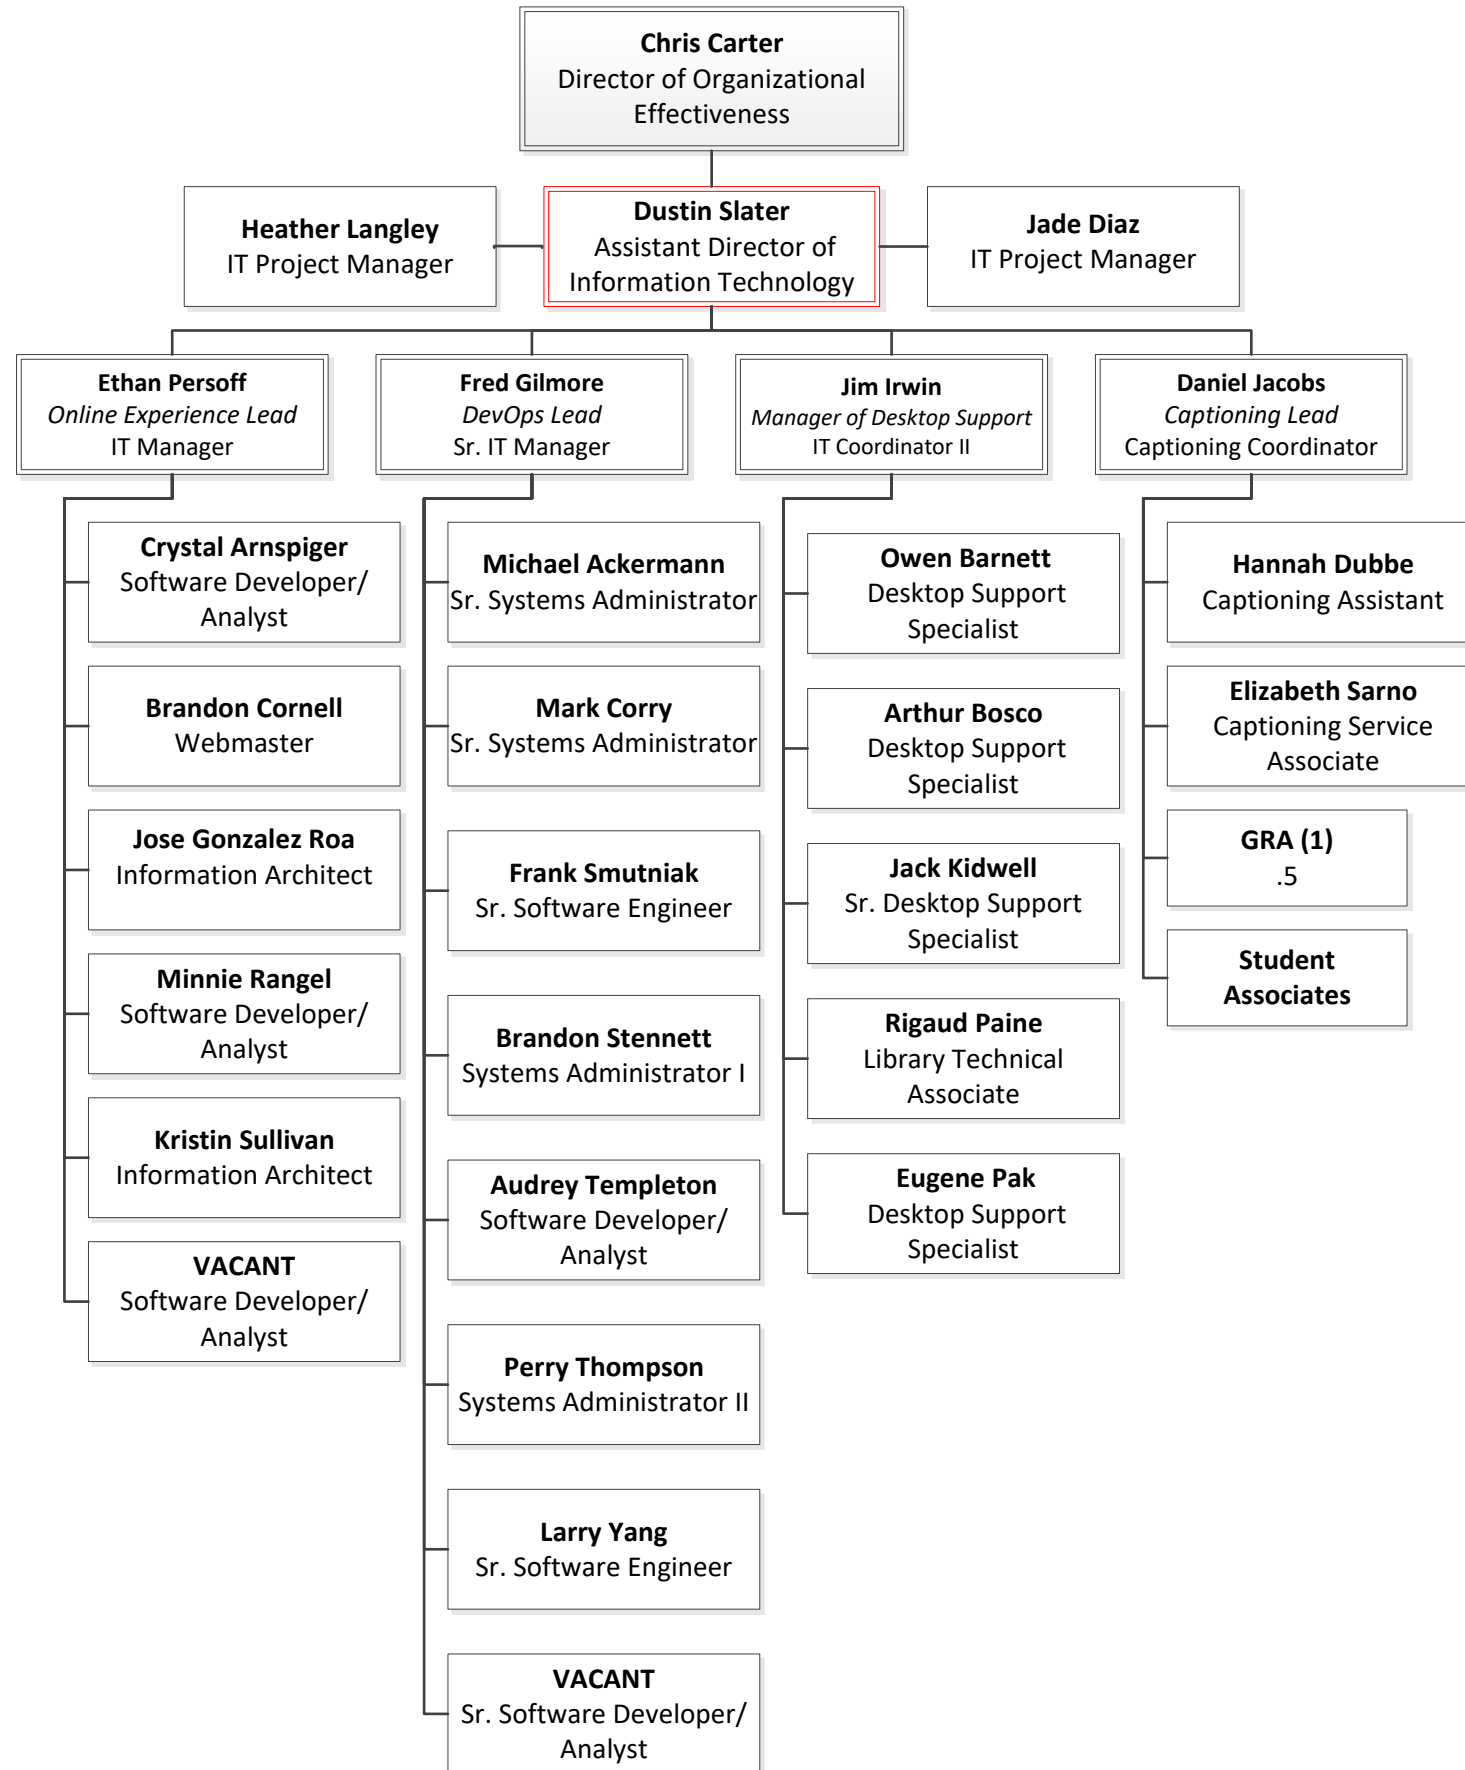 Chris Carter
Director of Organizational
Effectiveness
Heather Langley
IT Project Manager
Dustin Slater
Assistant Director of
Information Technology
Jade Diaz
IT Project Manager
Ethan Persoff
Online Experience Lead
IT Manager
Fred Gilmore
DevOps Lead
Sr. IT Manager
Jim Irwin
Manager of Desktop Support
IT Coordinator II
Daniel Jacobs
Captioning Lead
Captioning Coordinator
Crystal Arnspiger
Software Developer/
Analyst
Brandon Cornell
Webmaster
Jose Gonzalez Roa
Information Architect
Minnie Rangel
Software Developer/
Analyst
Kristin Sullivan
Information Architect
VACANT
Software Developer/
Analyst
Michael Ackermann
Sr. Systems Administrator
Mark Corry
Sr. Systems Administrator
Frank Smutniak
Sr. Software Engineer
Brandon Stennett
Systems Administrator I
Audrey Templeton
Software Developer/
Analyst
Perry Thompson
Systems Administrator II
Larry Yang
Sr. Software Engineer
VACANT
Sr. Software Developer/
Analyst
Owen Barnett
Desktop Support
Specialist
Arthur Bosco
Desktop Support
Specialist
Jack Kidwell
Sr. Desktop Support
Specialist
Rigaud Paine
Library Technical
Associate
Eugene Pak
Desktop Support
Specialist
Hannah Dubbe
Captioning Assistant
Elizabeth Sarno
Captioning Service
Associate
GRA (1)
.5
Student
Associates